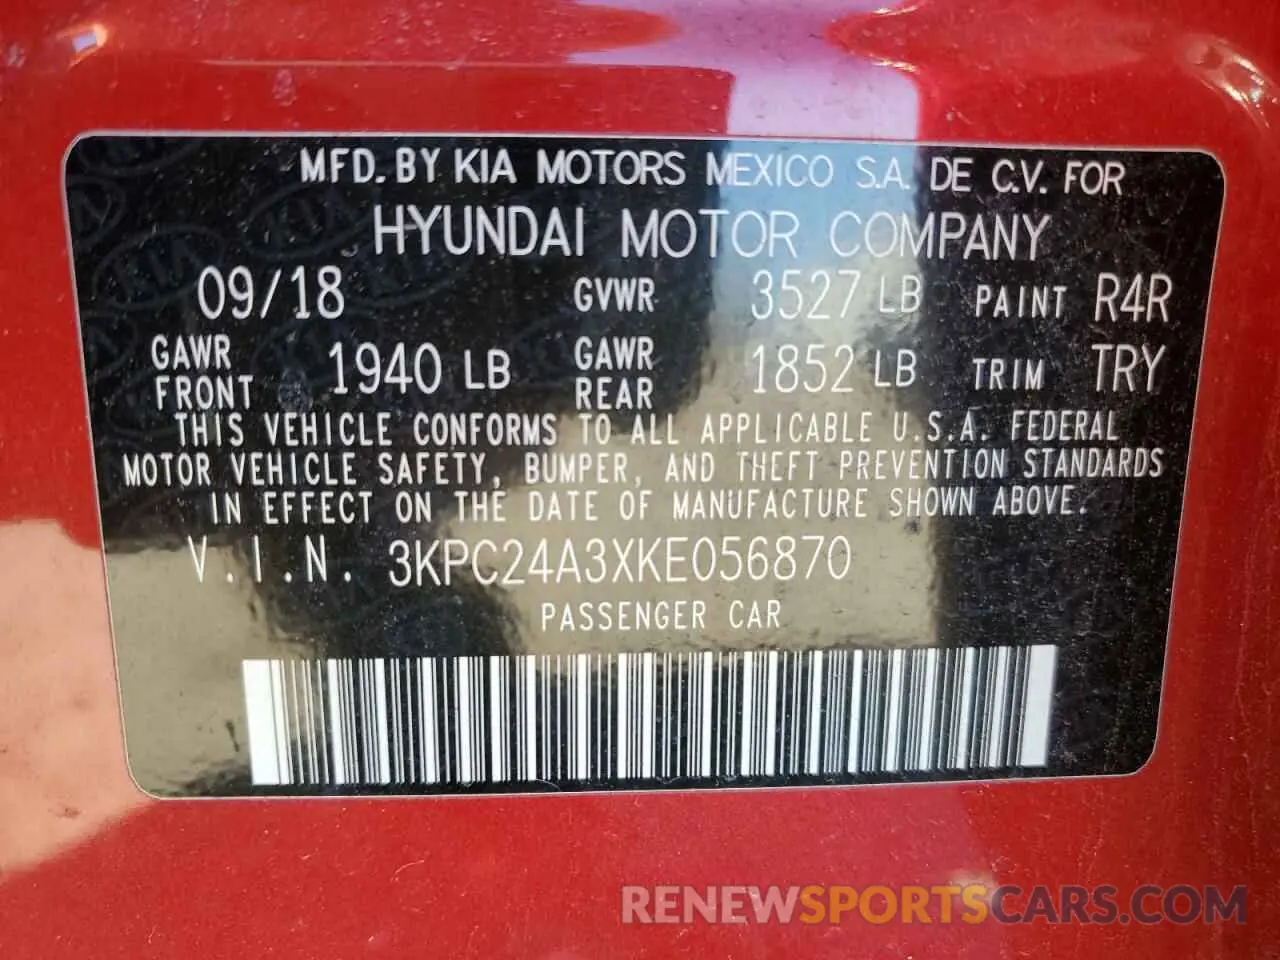 MFD. BY KIA MOTORS MEXICO S.A. DE C.V. FOR
HYUNDAI MOTOR COMPANY
09/18 GVWR 3527 LB PAINT R4R
GAWR FRONT 1940 LB GAWR REAR 1852 LB TRIM TRY
THIS VEHICLE CONFORMS TO ALL APPLICABLE U.S.A. FEDERAL
MOTOR VEHICLE SAFETY, BUMPER, AND THEFT PREVENTION STANDARDS
IN EFFECT ON THE DATE OF MANUFACTURE SHOWN ABOVE.
V.I.N. 3KPC24A3XKE056870
PASSENGER CAR
RENEWSPORTSCARS.COM